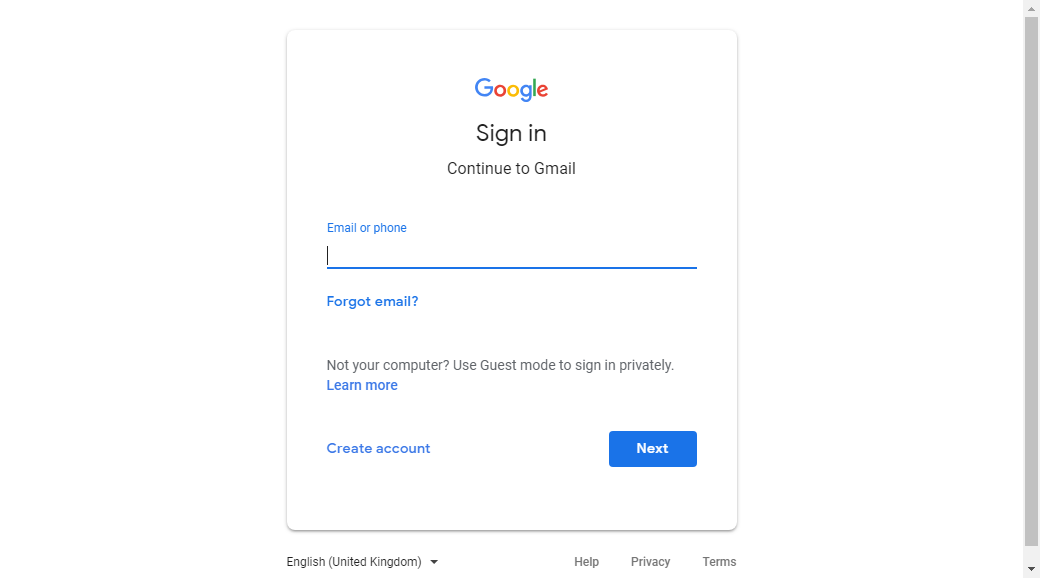 Google
Sign in
Continue to Gmail
Email or phone
Forgot email?
Not your computer? Use Guest mode to sign in privately.
Learn more
Create account
Next
English (United Kingdom)
Help
Privacy
Terms